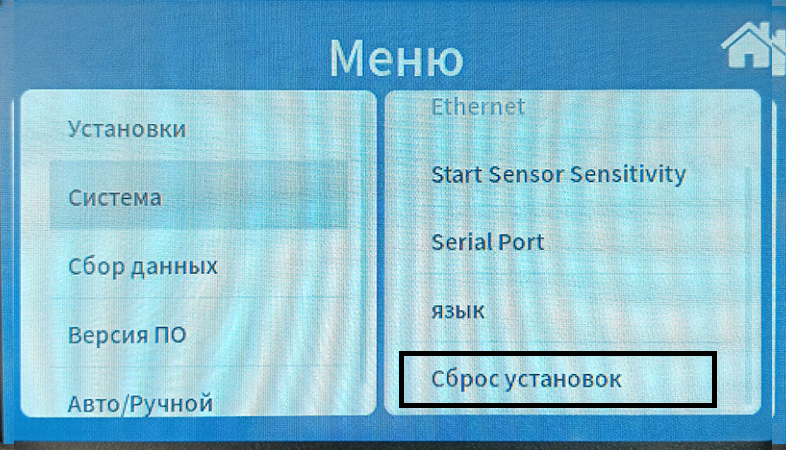 Меню
Установки
Система
Сбор данных
Версия ПО
Авто/Ручной
Ethernet
Start Sensor Sensitivity
Serial Port
язык
Сброс установок